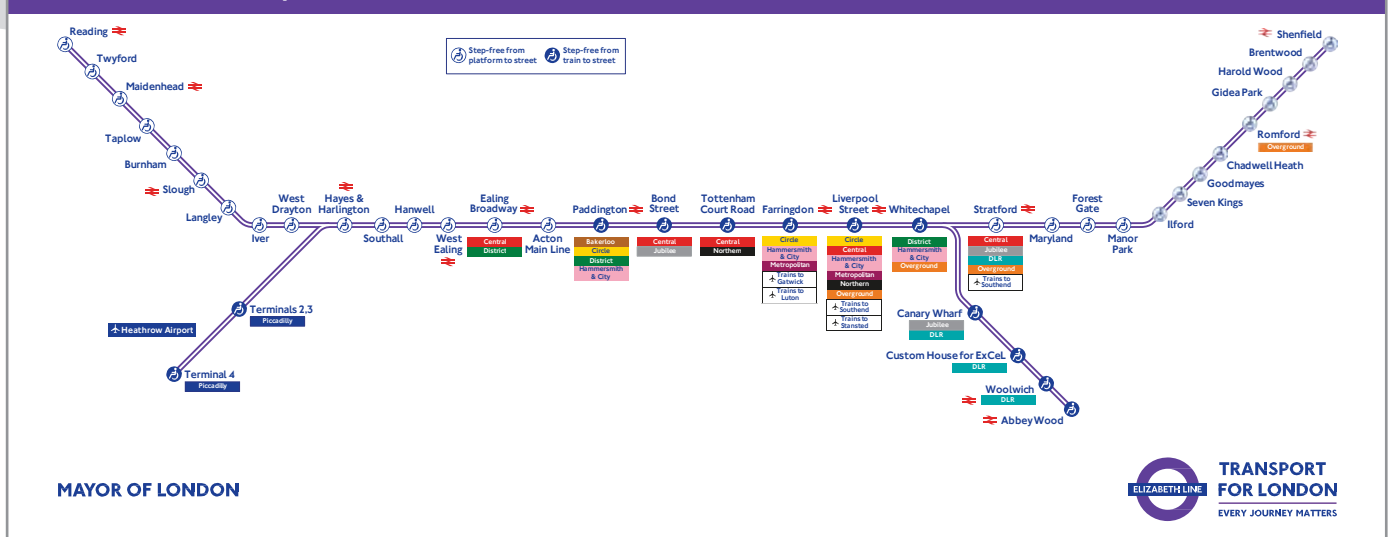 Reading
Twyford
Maidenhead
Taplow
Burnham
Slough
Langley
Iver
West
Drayton
Hayes &
Harlington
Southall
Hanwell
West
Ealing
Ealing
Broadway
Central
District
Acton
Main Line
Paddington
Bakerloo
Circle
District
Hammersmith
& City
Bond
Street
Central
Jubilee
Tottenham
Court Road
Central
Northern
Farringdon
Circle
Hammersmith
& City
Metropolitan
Trains to
Gatwick
Trains to
Luton
Liverpool
Street
Circle
Central
Hammersmith
& City
Metropolitan
Northern
Overground
Trains to
Southend
Trains to
Stansted
Whitechapel
District
Hammersmith
& City
Overground
Stratford
Central
Jubilee
DLR
Overground
Trains to
Southend
Maryland
Forest
Gate
Manor
Park
Ilford
Seven Kings
Goodmayes
Chadwell Heath
Romford
Overground
Gidea Park
Harold Wood
Brentwood
Shenfield
Step-free from
platform to street
Step-free from
train to street
Terminals 2,3
Piccadilly
Heathrow Airport
Terminal 4
Piccadilly
Canary Wharf
Jubilee
DLR
Custom House for ExCeL
DLR
Woolwich
DLR
Abbey Wood
MAYOR OF LONDON
ELIZABETH LINE
TRANSPORT
FOR LONDON
EVERY JOURNEY MATTERS